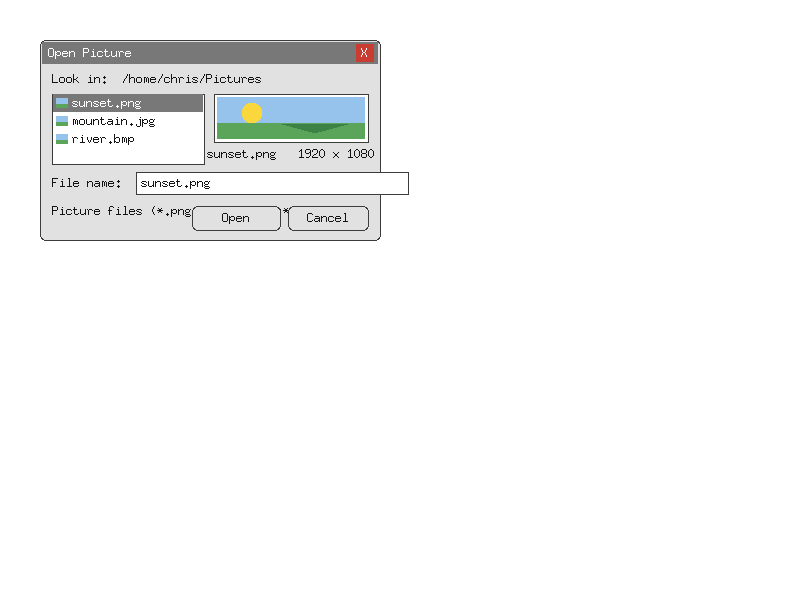 Open Picture X
Look in: /home/chris/Pictures
sunset.png
mountain.jpg
river.bmp
sunset.png 1920 x 1080
File name: sunset.png
Picture files (*.png *
Open Cancel